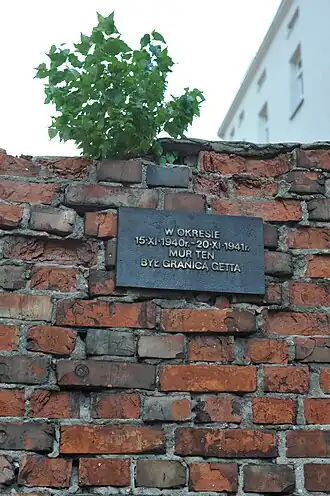 W OKRESIE
15·XI·1940r.-20·XI·1941r.
MUR TEN
BYŁ GRANICĄ GETTA